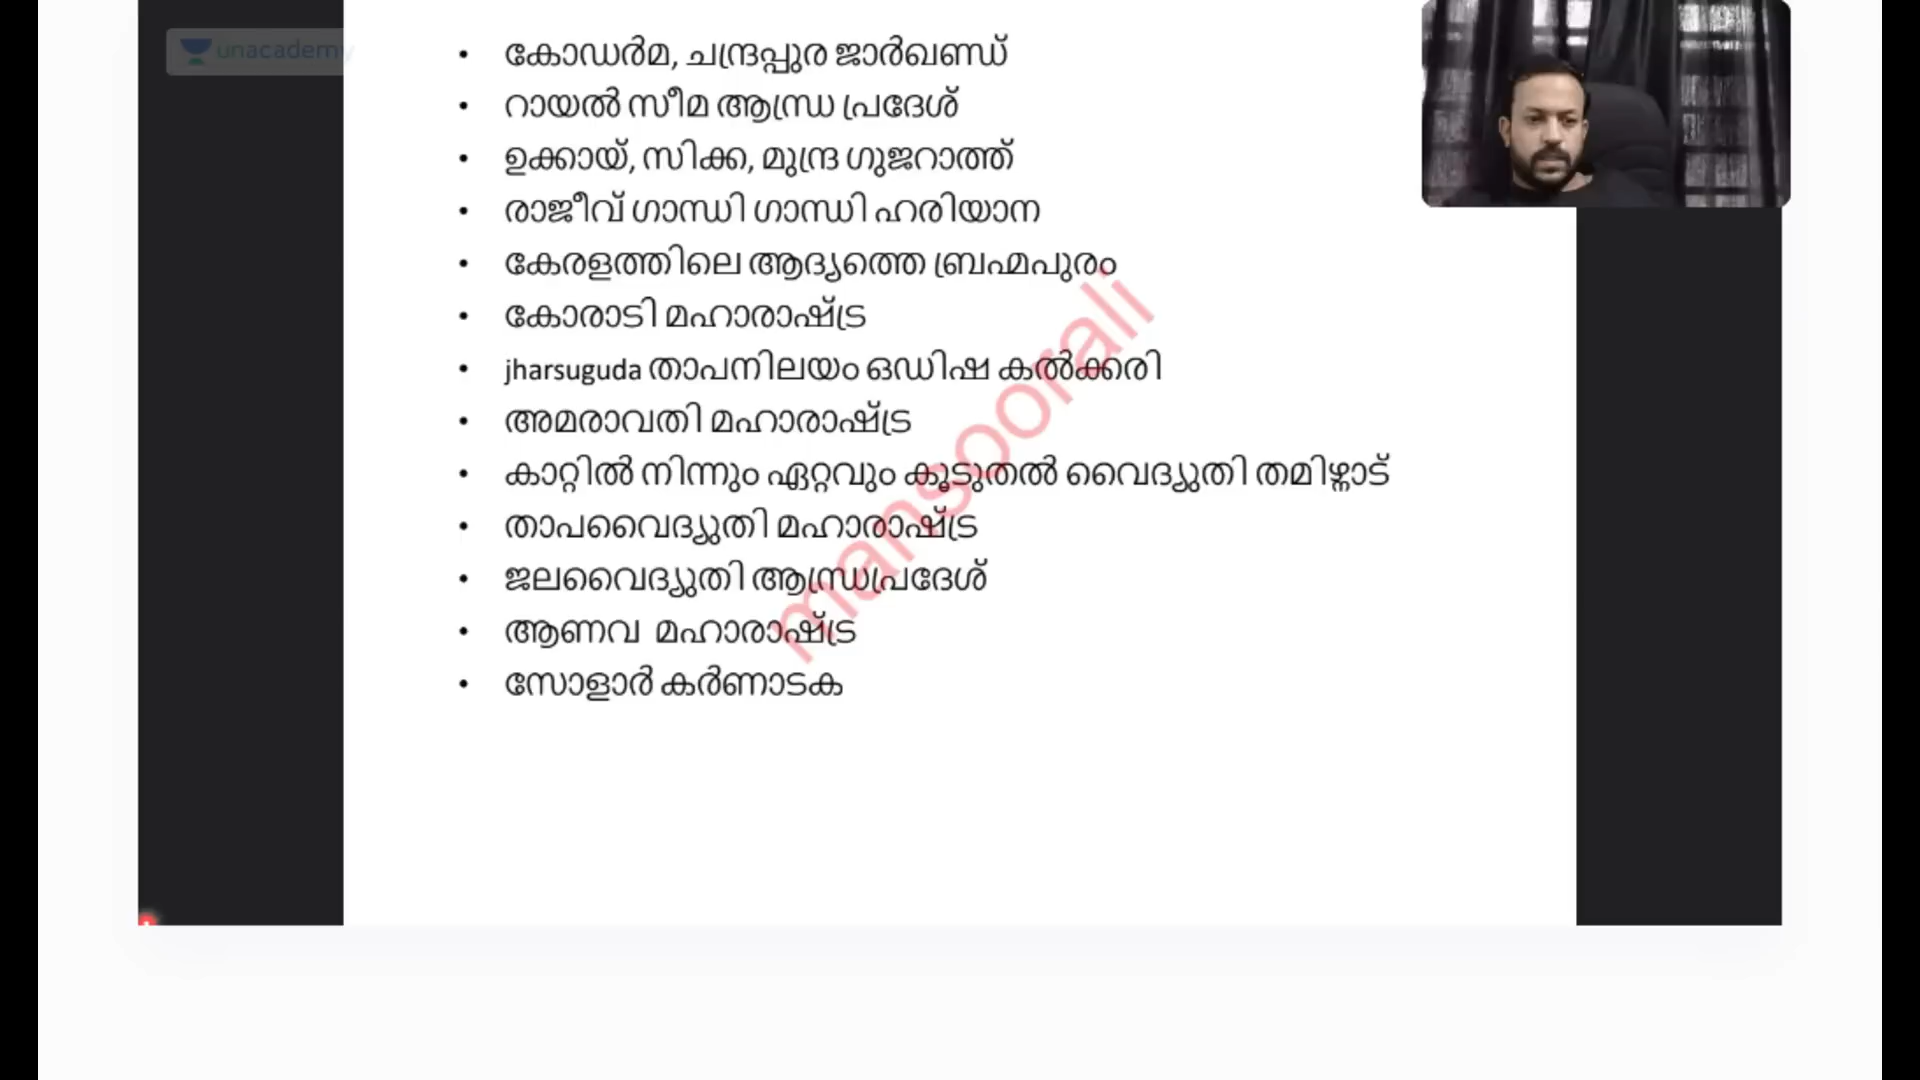 unacademy
• കോഡർമ, ചന്ദ്രപ്പുര ജാർഖണ്ഡ്
• റായൽ സീമ ആന്ധ്ര പ്രദേശ്
• ഉക്കായ്, സിക്ക, മുന്ദ്ര ഗുജറാത്ത്
• രാജീവ് ഗാന്ധി ഗാന്ധി ഹരിയാന
• കേരളത്തിലെ ആദ്യത്തെ ബ്രഹ്മപുരം
• കോരാടി മഹാരാഷ്ട്ര
• jharsuguda താപനിലയം ഒഡിഷ കൽക്കരി
• അമരാവതി മഹാരാഷ്ട്ര
• കാറ്റിൽ നിന്നും ഏറ്റവും കൂടുതൽ വൈദ്യുതി തമിഴ്നാട്
• താപവൈദ്യുതി മഹാരാഷ്ട്ര
• ജലവൈദ്യുതി ആന്ധ്രപ്രദേശ്
• ആണവ  മഹാരാഷ്ട്ര
• സോളാർ കർണാടക
mansoorali